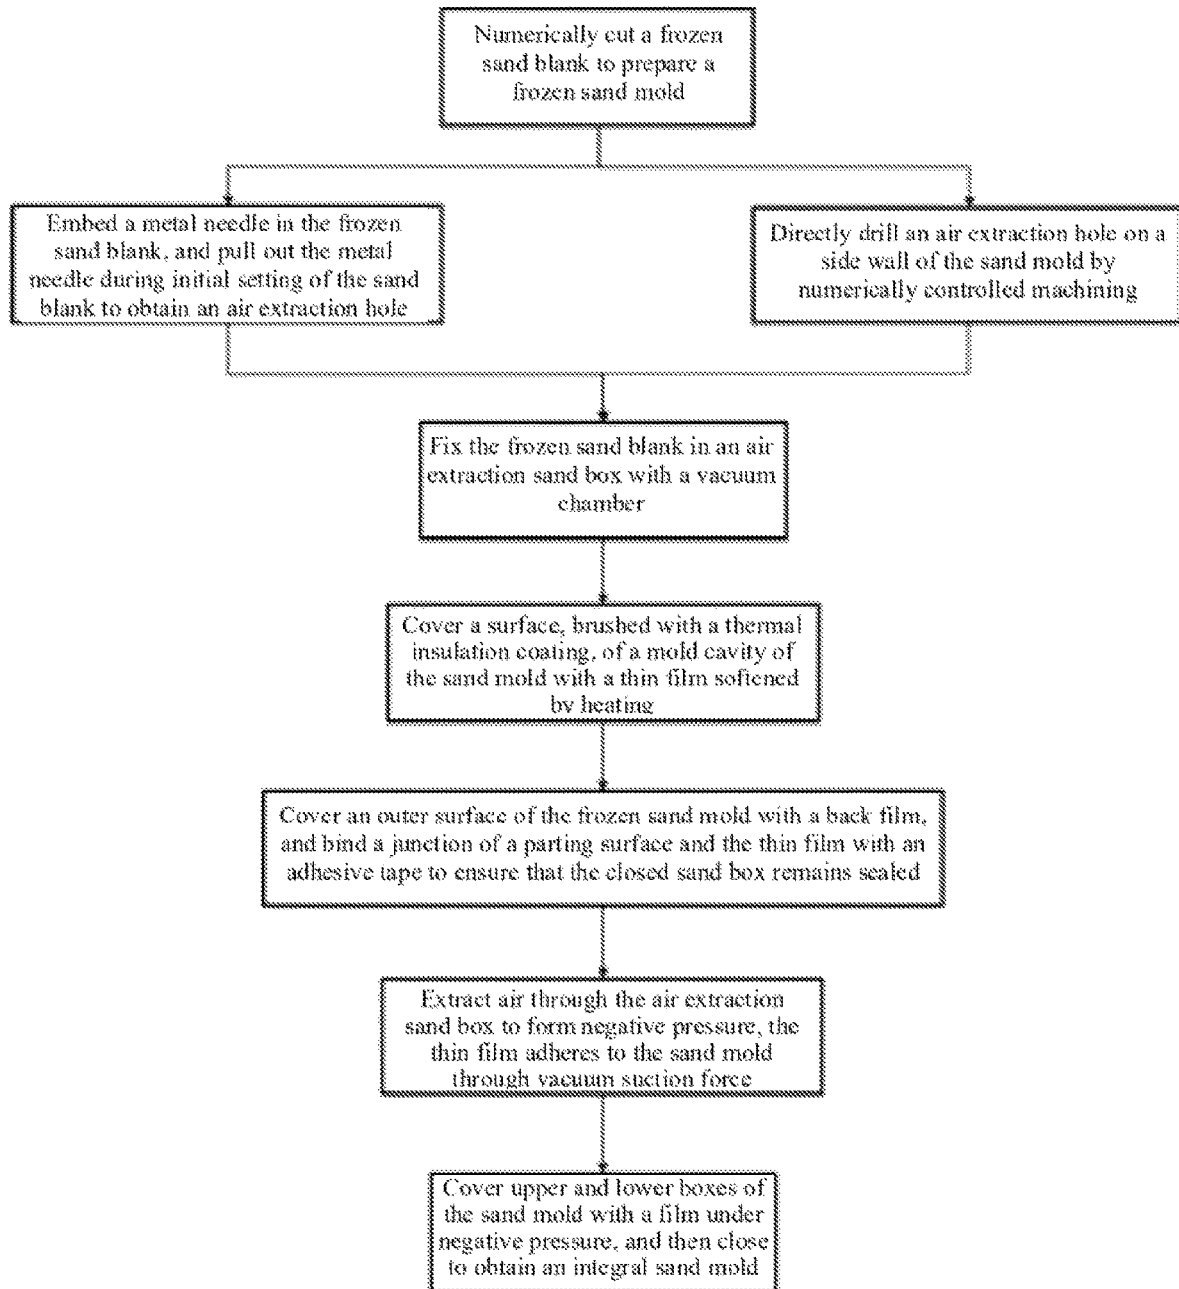 Numerically cut a frozen
sand blank to prepare a
frozen sand mold
Embed a metal needle in the frozen
sand blank, and pull out the metal
needle during initial setting of the sand
blank to obtain an air extraction hole
Directly drill an air extraction hole on a
side wall of the sand mold by
numerically controlled machining
Fix the frozen sand blank in an air
extraction sand box with a vacuum
chamber
Cover a surface, brushed with a thermal
insulation coating, of a mold cavity of
the sand mold with a thin film softened
by heating
Cover an outer surface of the frozen sand mold with a back film,
and bind a junction of a parting surface and the thin film with an
adhesive tape to ensure that the closed sand box remains sealed
Extract air through the air extraction
sand box to form negative pressure, the
thin film adheres to the sand mold
through vacuum suction force
Cover upper and lower boxes of
the sand mold with a film under
negative pressure, and then close
to obtain an integral sand mold